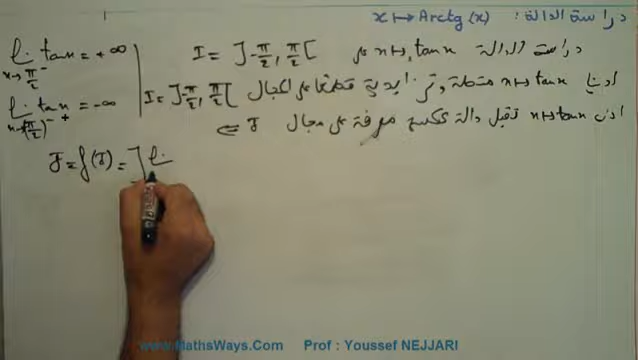 دراسة الدالة : x ↦ Arctg (x)
دراسة الدالة x ↦ tan x على I = ]-π/2, π/2[
لدينا x ↦ tan x متصلة و تزايدية قطعا على المجال I = ]-π/2, π/2[
اذن x ↦ tan x تقبل دالة عكسية معرفة على مجال J ⇐
lim tan x = +∞
x→π/2⁻
lim tan x = -∞
x→(-π/2)⁺
J = f(I) = ] lim
www.MathsWays.Com Prof : Youssef NEJJARI